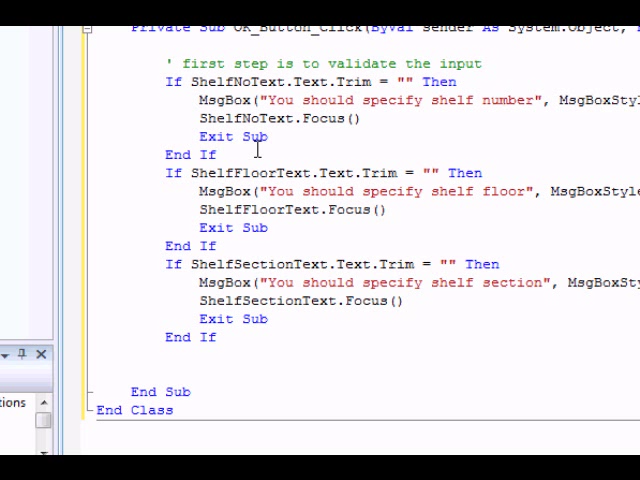 Private Sub OK_Button_Click(ByVal sender As System.Object,
' first step is to validate the input
If ShelfNoText.Text.Trim = "" Then
MsgBox("You should specify shelf number", MsgBoxStyl
ShelfNoText.Focus()
Exit Sub
End If
If ShelfFloorText.Text.Trim = "" Then
MsgBox("You should specify shelf floor", MsgBoxStyle
ShelfFloorText.Focus()
Exit Sub
End If
If ShelfSectionText.Text.Trim = "" Then
MsgBox("You should specify shelf section", MsgBoxSty
ShelfSectionText.Focus()
Exit Sub
End If
End Sub
End Class
tions